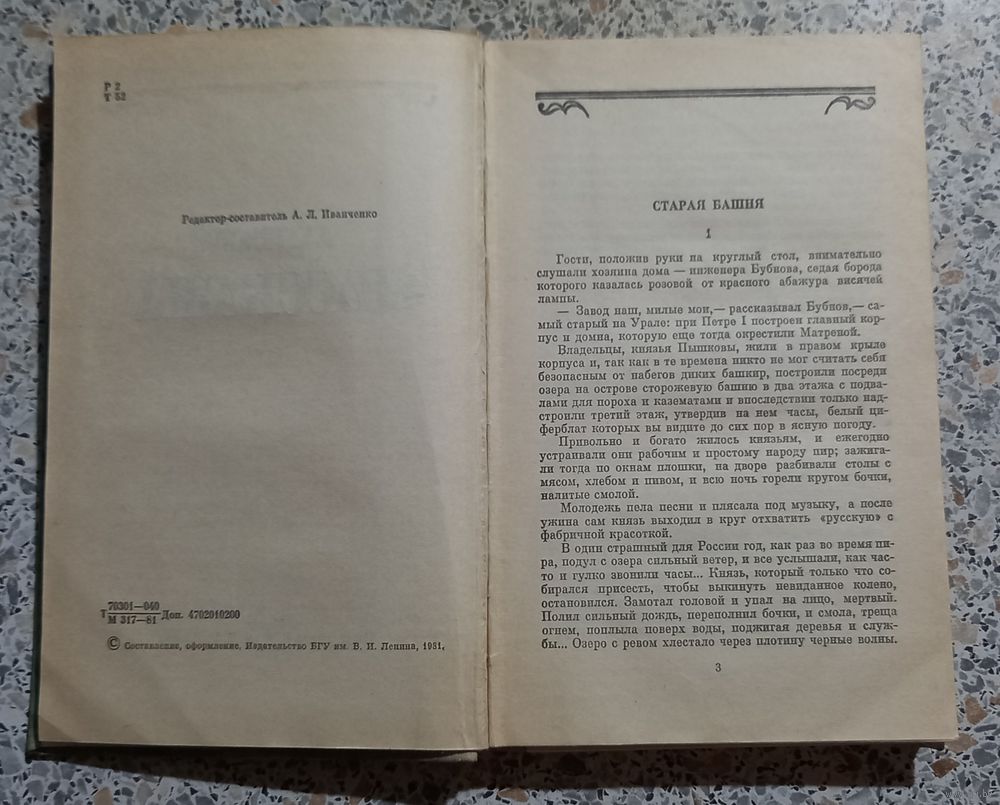 Р 2
Т 52
Редактор-составитель А. Л. Иванченко
70301—040
Т
М 317—81
Доп. 4702010200
© Составление, оформление, Издательство БГУ им. В. И. Ленина, 1981.
СТАРАЯ БАШНЯ
1
Гости, положив руки на круглый стол, внимательно
слушали хозяина дома — инженера Бубнова, седая борода
которого казалась розовой от красного абажура висячей
лампы.
— Завод наш, милые мои,— рассказывал Бубнов,— са-
мый старый на Урале: при Петре I построен главный кор-
пус и домна, которую еще тогда окрестили Матреной.
Владельцы, князья Пышковы, жили в правом крыле
корпуса и, так как в те времена никто не мог считать себя
безопасным от набегов диких башкир, построили посреди
озера на острове сторожевую башню в два этажа с подва-
лами для пороха и казематами и впоследствии только над-
строили третий этаж, утвердив на нем часы, белый ци-
ферблат которых вы видите до сих пор в ясную погоду.
Привольно и богато жилось князьям, и ежегодно
устраивали они рабочим и простому народу пир; зажига-
ли тогда по окнам плошки, на дворе разбивали столы с
мясом, хлебом и пивом, и всю ночь горели кругом бочки,
налитые смолой.
Молодежь пела песни и плясала под музыку, а после
ужина сам князь выходил в круг отхватить «русскую» с
фабричной красоткой.
В один страшный для России год, как раз во время пи-
ра, подул с озера сильный ветер, и все услышали, как час-
то и гулко звонили часы... Князь, который только что со-
бирался присесть, чтобы выкинуть невиданное колено,
остановился. Замотал головой и упал на лицо, мертвый.
Полил сильный дождь, переполнил бочки, и смола, треща
огнем, поплыла поверх воды, поджигая деревья и служ-
бы... Озеро с ревом хлестало через плотину черные волны.
3